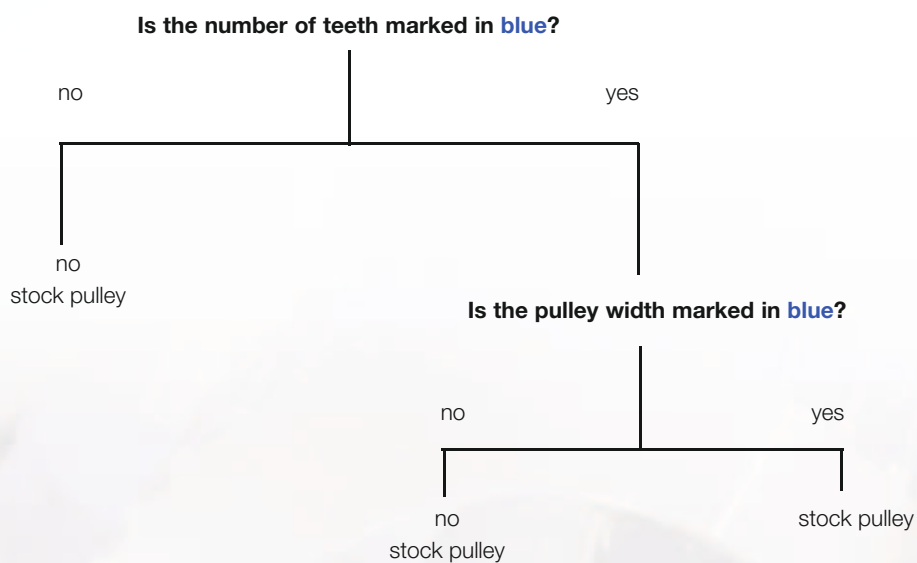 Is the number of teeth marked in blue?
no
yes
no
stock pulley
Is the pulley width marked in blue?
no
yes
no
stock pulley
stock pulley